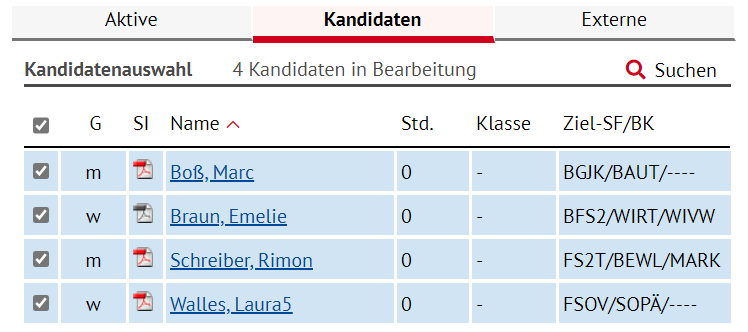 Aktive Kandidaten Externe
Kandidatenauswahl 4 Kandidaten in Bearbeitung Suchen
G SI Name Std. Klasse Ziel-SF/BK
m Boß, Marc 0 - BGJK/BAUT/----
w Braun, Emelie 0 - BFS2/WIRT/WIVW
m Schreiber, Rimon 0 - FS2T/BEWL/MARK
w Walles, Laura5 0 - FSOV/SOPÄ/----